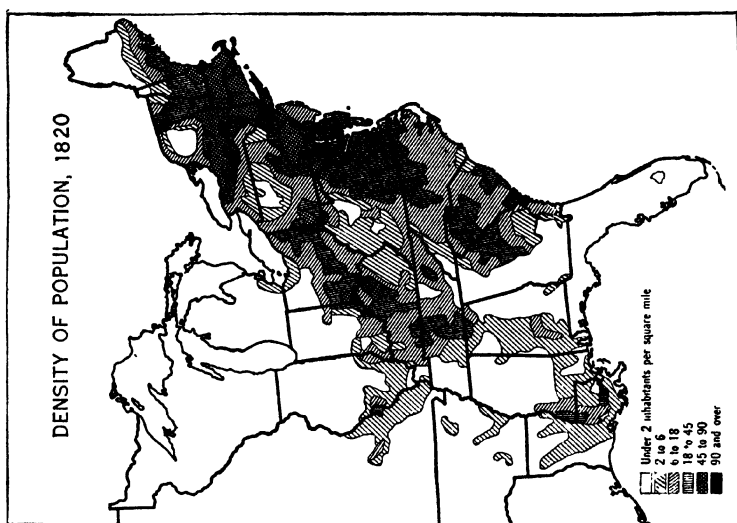 DENSITY OF POPULATION, 1820
Under 2 inhabitants per square mile
2 to 6
6 to 18
18 to 45
45 to 90
90 and over